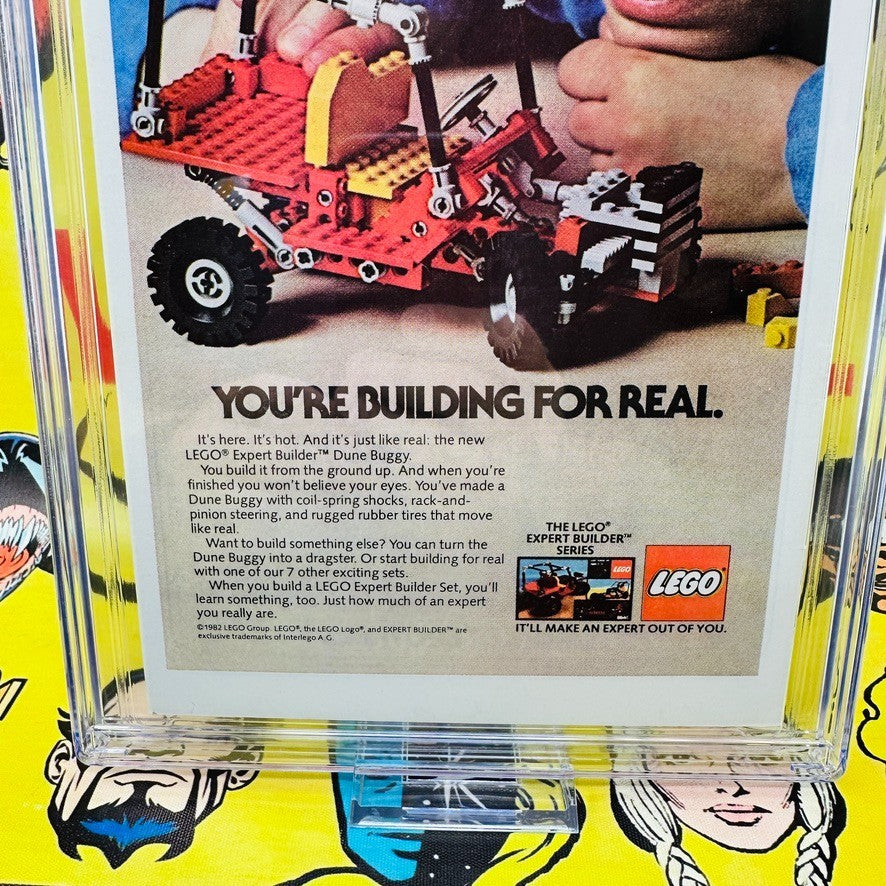 YOU'RE BUILDING FOR REAL.
It's here. It's hot. And it's just like real: the new
LEGO® Expert Builder™ Dune Buggy.
You build it from the ground up. And when you're
finished you won't believe your eyes. You've made a
Dune Buggy with coil-spring shocks, rack-and-
pinion steering, and rugged rubber tires that move
like real.
Want to build something else? You can turn the
Dune Buggy into a dragster. Or start building for real
with one of our 7 other exciting sets.
When you build a LEGO Expert Builder Set, you'll
learn something, too. Just how much of an expert
you really are.
©1982 LEGO Group. LEGO®, the LEGO Logo®, and EXPERT BUILDER™ are
exclusive trademarks of Interlego A.G.
THE LEGO®
EXPERT BUILDER™
SERIES
LEGO
LEGO
IT'LL MAKE AN EXPERT OUT OF YOU.